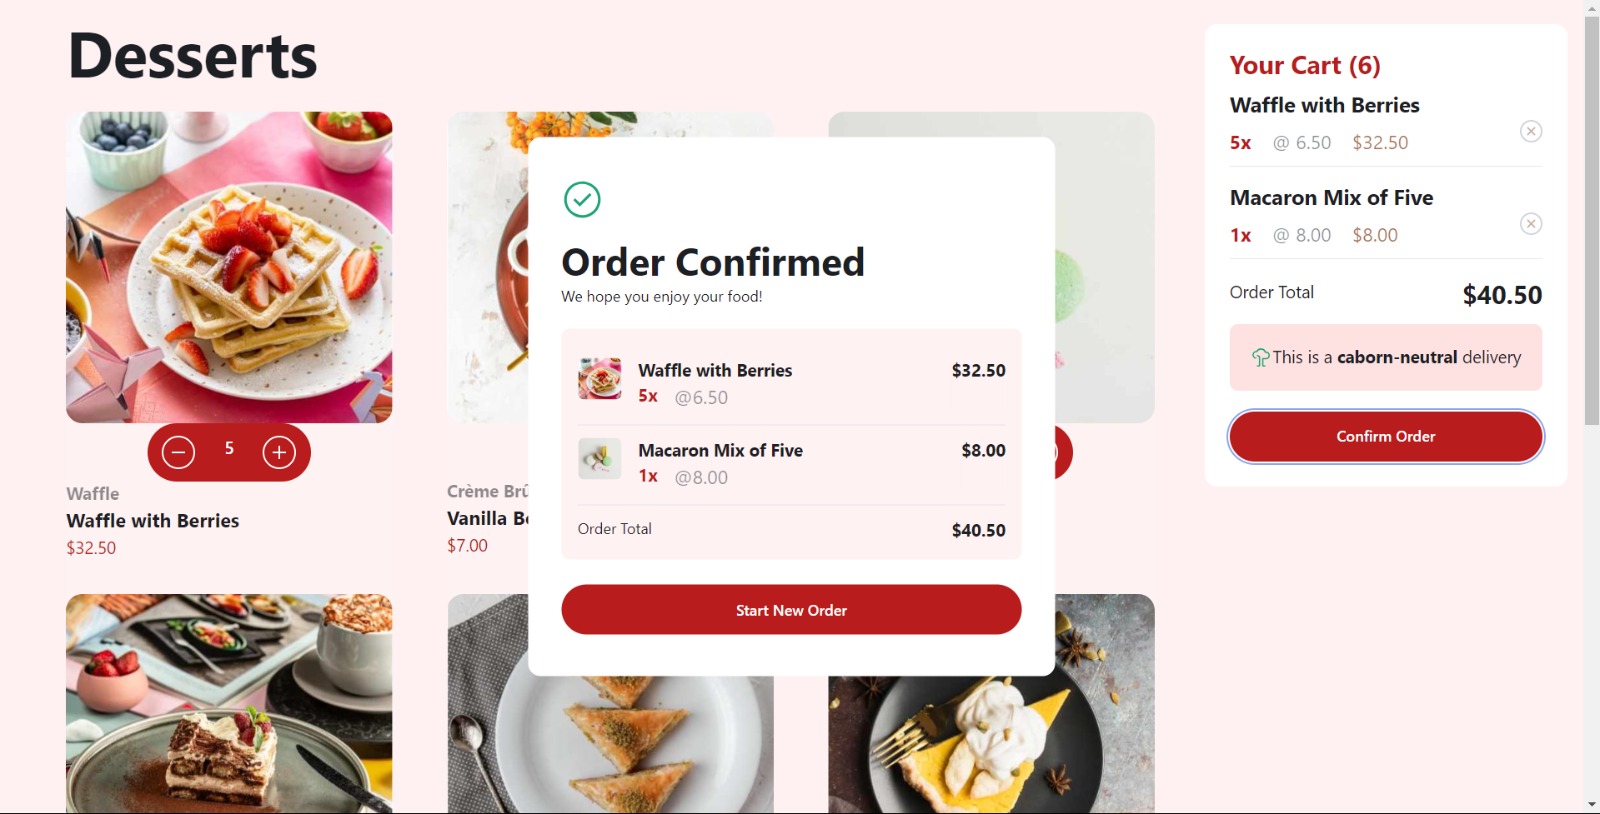 Desserts
5
Waffle
Waffle with Berries
$32.50
Crème Brû
Vanilla B
$7.00
Order Confirmed
We hope you enjoy your food!
Waffle with Berries
$32.50
5x @6.50
Macaron Mix of Five
$8.00
1x @8.00
Order Total
$40.50
Start New Order
Your Cart (6)
Waffle with Berries
5x @ 6.50 $32.50
Macaron Mix of Five
1x @ 8.00 $8.00
Order Total
$40.50
This is a caborn-neutral delivery
Confirm Order